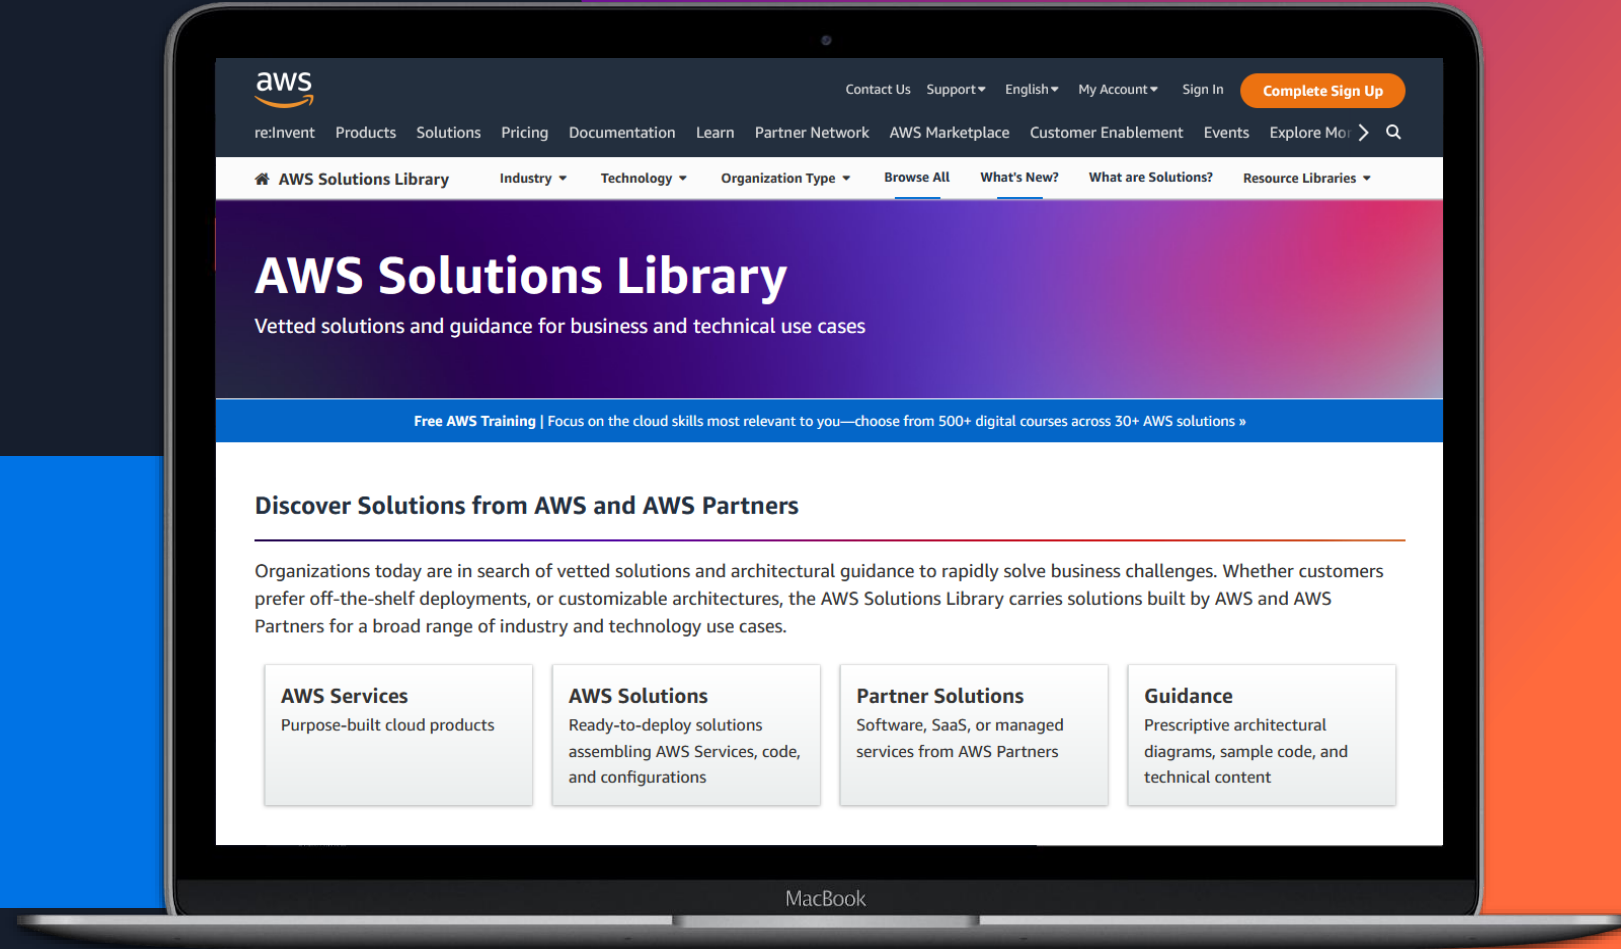 aws
Contact Us Support English My Account Sign In Complete Sign Up
re:Invent Products Solutions Pricing Documentation Learn Partner Network AWS Marketplace Customer Enablement Events Explore Mor
AWS Solutions Library Industry Technology Organization Type Browse All What's New? What are Solutions? Resource Libraries
AWS Solutions Library
Vetted solutions and guidance for business and technical use cases
Free AWS Training | Focus on the cloud skills most relevant to you—choose from 500+ digital courses across 30+ AWS solutions »
Discover Solutions from AWS and AWS Partners
Organizations today are in search of vetted solutions and architectural guidance to rapidly solve business challenges. Whether customers
prefer off-the-shelf deployments, or customizable architectures, the AWS Solutions Library carries solutions built by AWS and AWS
Partners for a broad range of industry and technology use cases.
AWS Services
Purpose-built cloud products
AWS Solutions
Ready-to-deploy solutions
assembling AWS Services, code,
and configurations
Partner Solutions
Software, SaaS, or managed
services from AWS Partners
Guidance
Prescriptive architectural
diagrams, sample code, and
technical content
MacBook